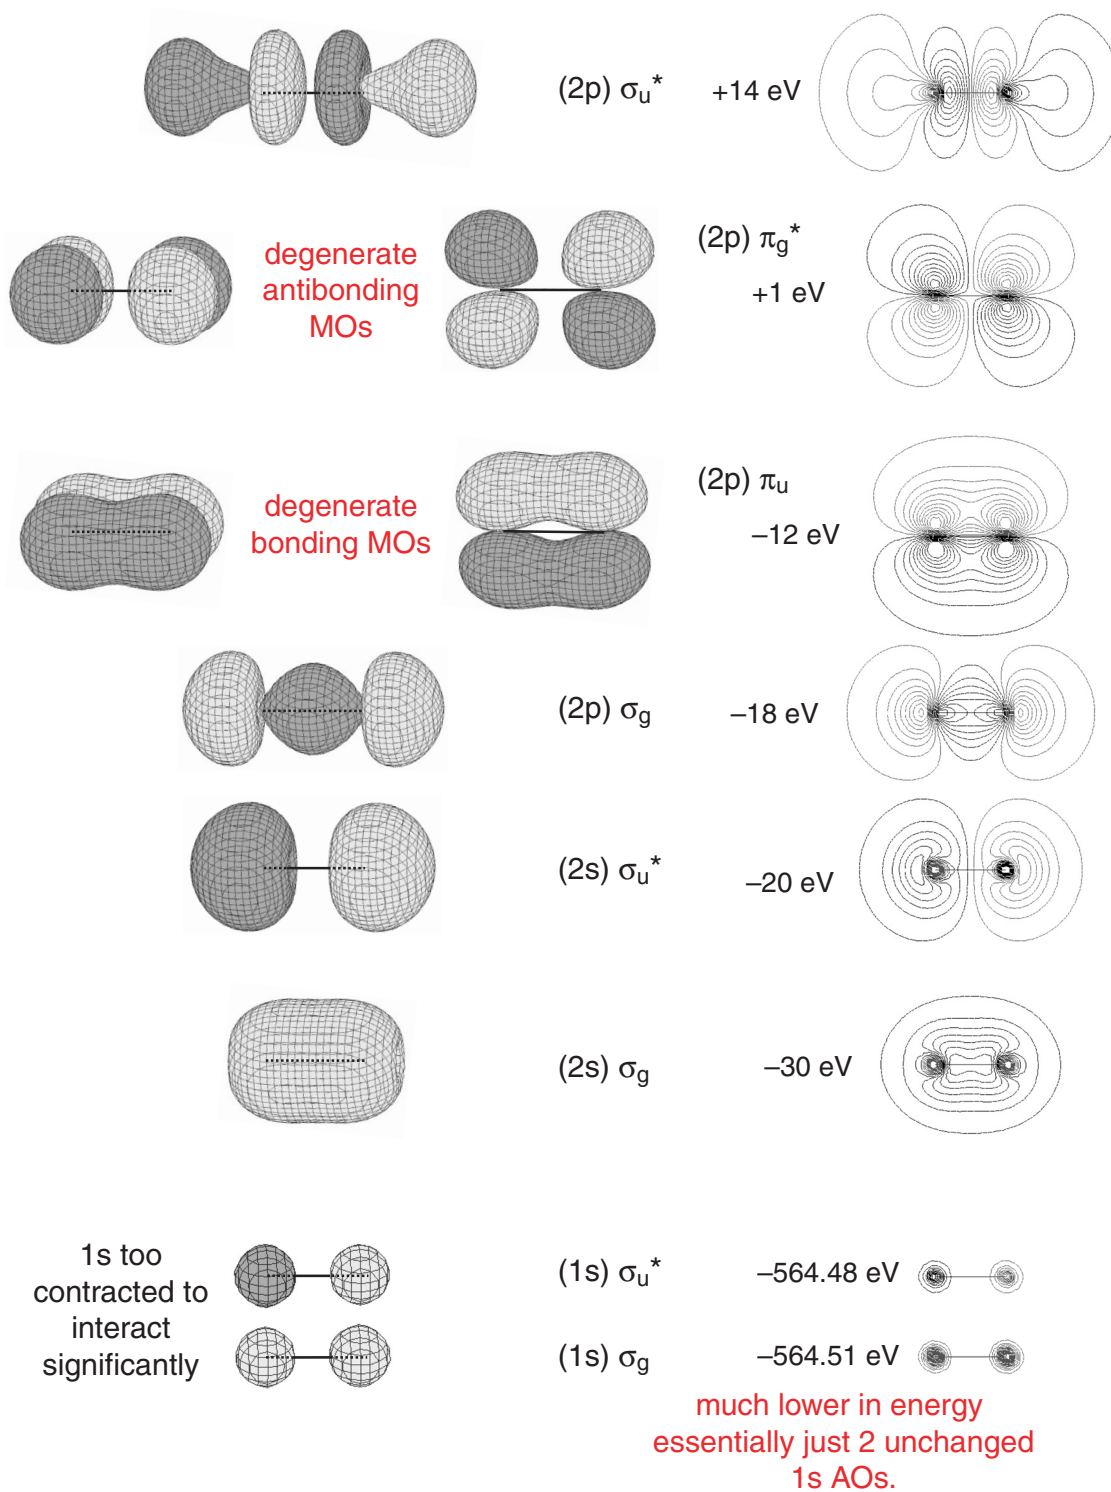 (2p) σu* +14 eV
degenerate
antibonding
MOs
(2p) πg*
+1 eV
degenerate
bonding MOs
(2p) πu
–12 eV
(2p) σg –18 eV
(2s) σu* –20 eV
(2s) σg –30 eV
1s too
contracted to
interact
significantly
(1s) σu* –564.48 eV
(1s) σg –564.51 eV
much lower in energy
essentially just 2 unchanged
1s AOs.